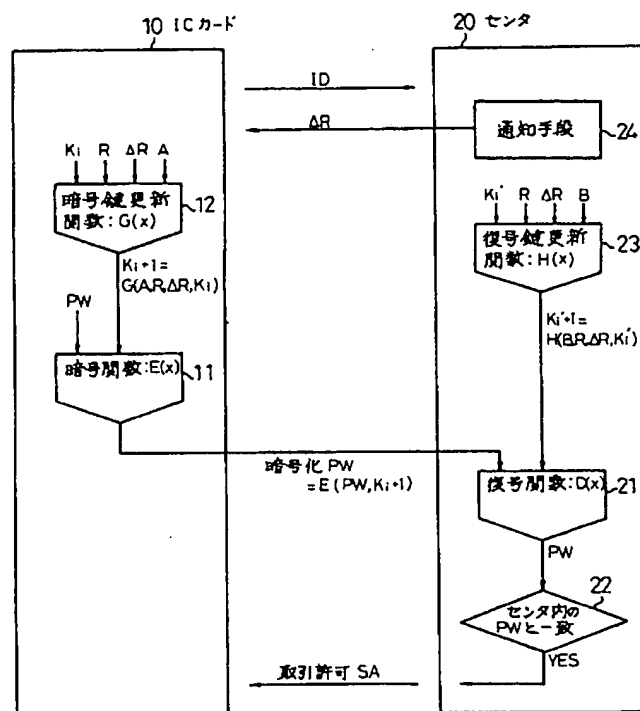 10 ICカード
20 センタ
ID
ΔR
通知手段
24
Ki R ΔR A
暗号鍵更新
関数:G(x)
12
Ki' R ΔR B
復号鍵更新
関数:H(x)
23
Ki+1=
G(A,R,ΔR,Ki)
PW
Ki'+1=
H(B,R,ΔR,Ki')
暗号関数:E(x)
11
暗号化PW
=E(PW,Ki+1)
復号関数:D(x)
21
PW
22
センタ内の
PWと一致
YES
取引許可 SA